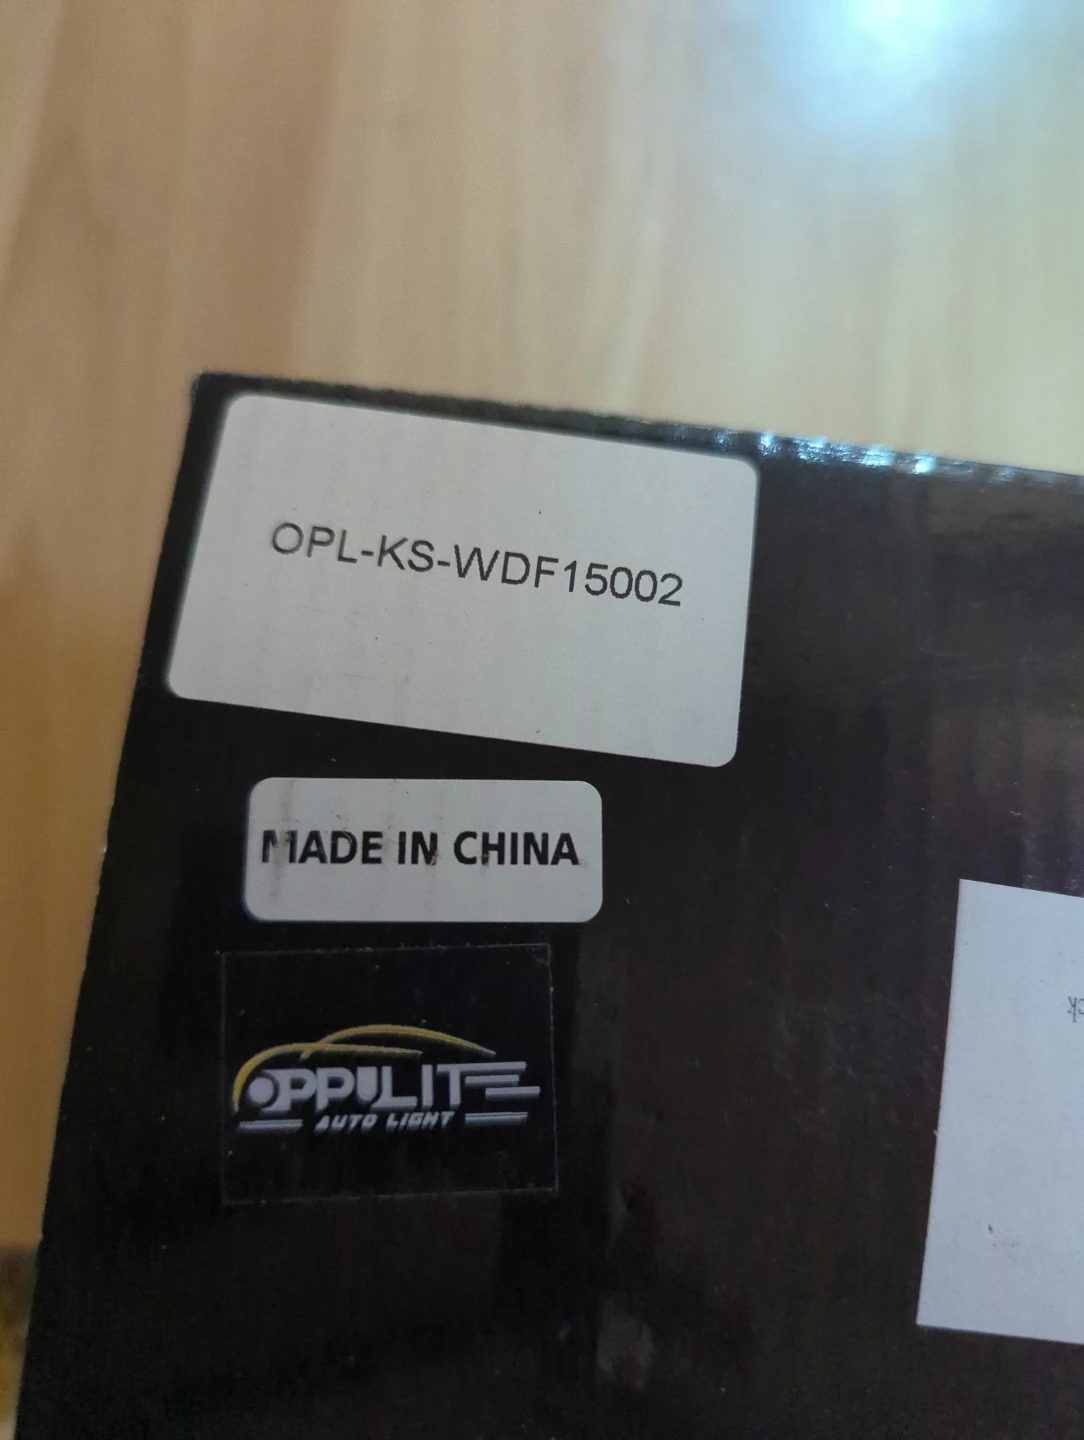 OPL-KS-WDF15002
MADE IN CHINA
OPPULITE
AUTO LIGHT